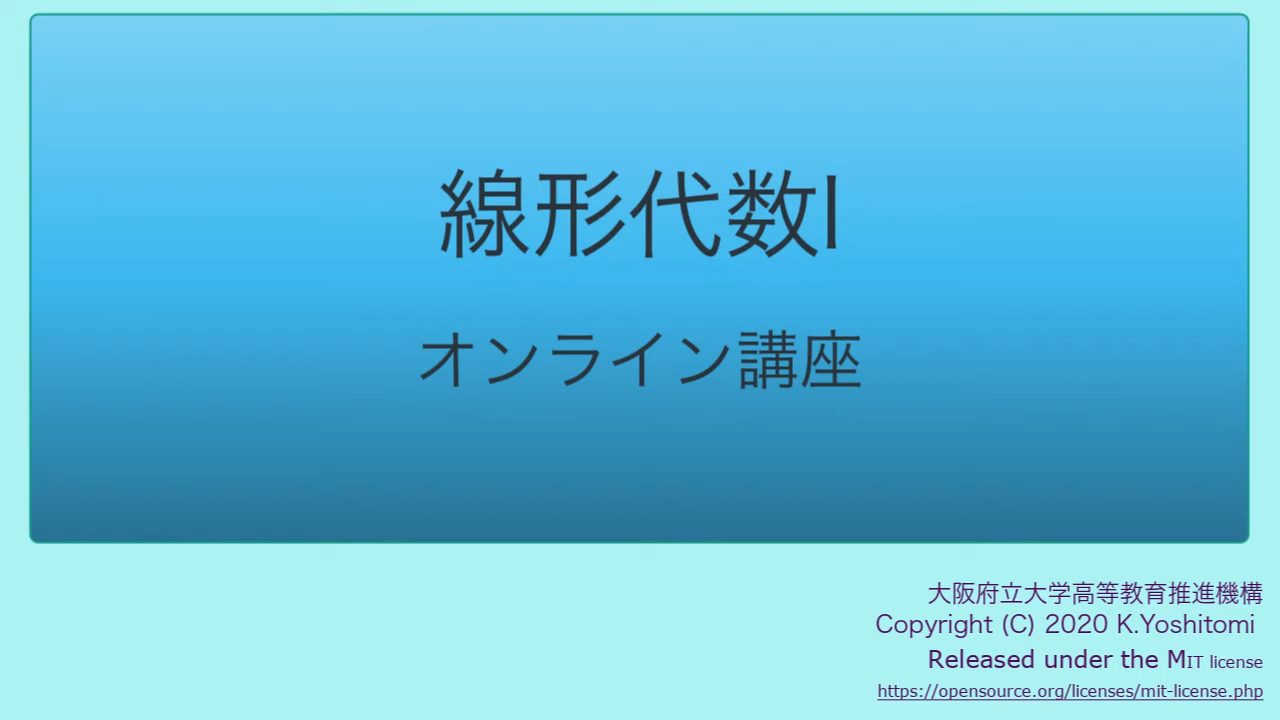 線形代数I
オンライン講座
大阪府立大学高等教育推進機構
Copyright (C) 2020 K.Yoshitomi
Released under the MIT license
https://opensource.org/licenses/mit-license.php